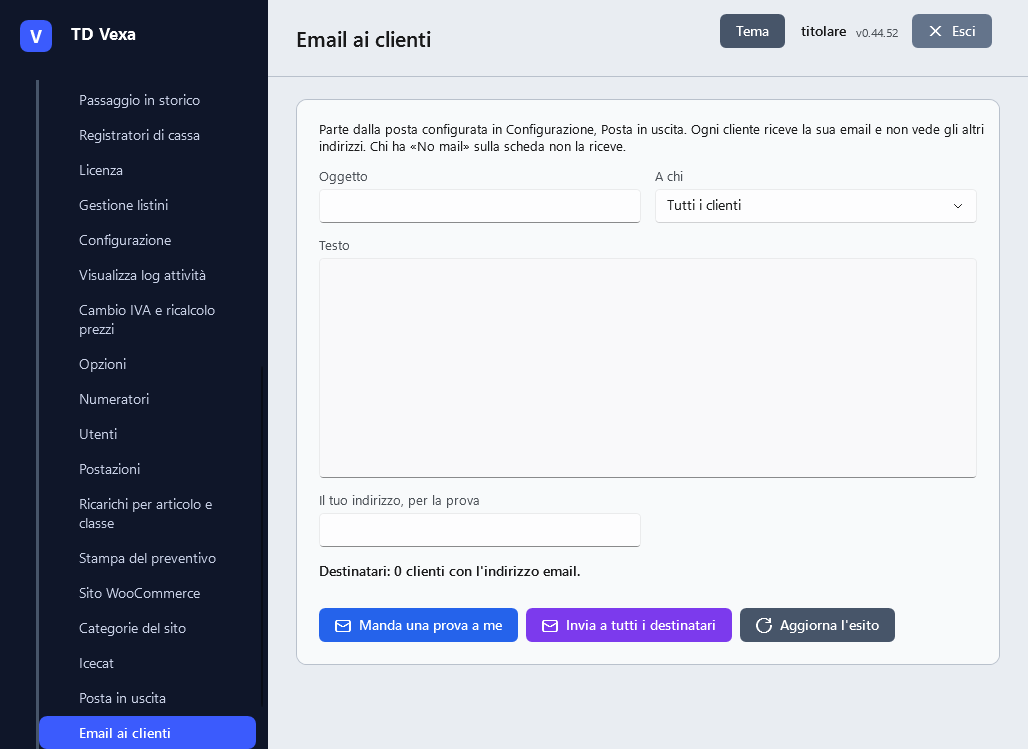 V
TD Vexa
Passaggio in storico
Registratori di cassa
Licenza
Gestione listini
Configurazione
Visualizza log attività
Cambio IVA e ricalcolo
prezzi
Opzioni
Numeratori
Utenti
Postazioni
Ricarichi per articolo e
classe
Stampa del preventivo
Sito WooCommerce
Categorie del sito
Icecat
Posta in uscita
Email ai clienti
Email ai clienti
Tema
titolare
v0.44.52
Esci
Parte dalla posta configurata in Configurazione, Posta in uscita. Ogni cliente riceve la sua email e non vede gli altri
indirizzi. Chi ha «No mail» sulla scheda non la riceve.
Oggetto
A chi
Tutti i clienti
Testo
Il tuo indirizzo, per la prova
Destinatari: 0 clienti con l'indirizzo email.
Manda una prova a me
Invia a tutti i destinatari
Aggiorna l'esito